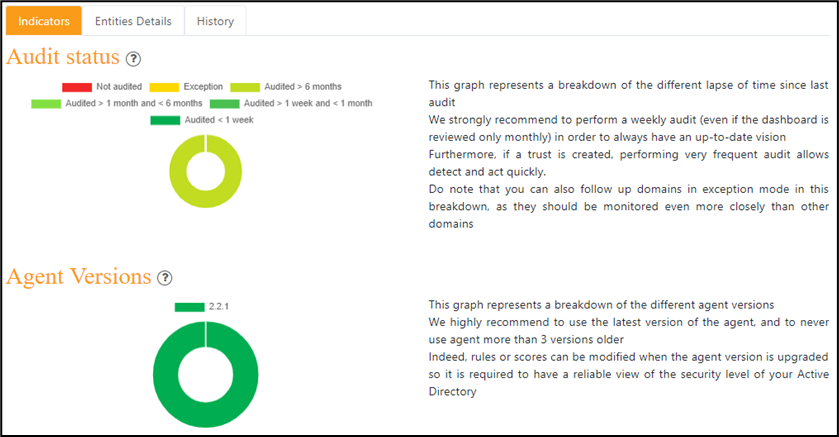 Indicators Entities Details History
Audit status ?
Not audited Exception Audited > 6 months
Audited > 1 month and < 6 months Audited > 1 week and < 1 month
Audited < 1 week
This graph represents a breakdown of the different lapse of time since last
audit
We strongly recommend to perform a weekly audit (even if the dashboard is
reviewed only monthly) in order to always have an up-to-date vision
Furthermore, if a trust is created, performing very frequent audit allows
detect and act quickly.
Do note that you can also follow up domains in exception mode in this
breakdown, as they should be monitored even more closely than other
domains
Agent Versions ?
2.2.1
This graph represents a breakdown of the different agent versions
We highly recommend to use the latest version of the agent, and to never
use agent more than 3 versions older
Indeed, rules or scores can be modified when the agent version is upgraded
so it is required to have a reliable view of the security level of your Active
Directory